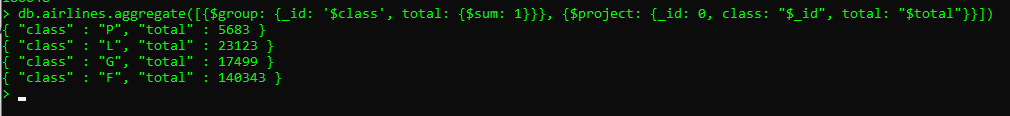 > db.airlines.aggregate([{$group: {_id: '$class', total: {$sum: 1}}}, {$project: {_id: 0, class: "$_id", total: "$total"}}])
{ "class" : "P", "total" : 5683 }
{ "class" : "L", "total" : 23123 }
{ "class" : "G", "total" : 17499 }
{ "class" : "F", "total" : 140343 }
>